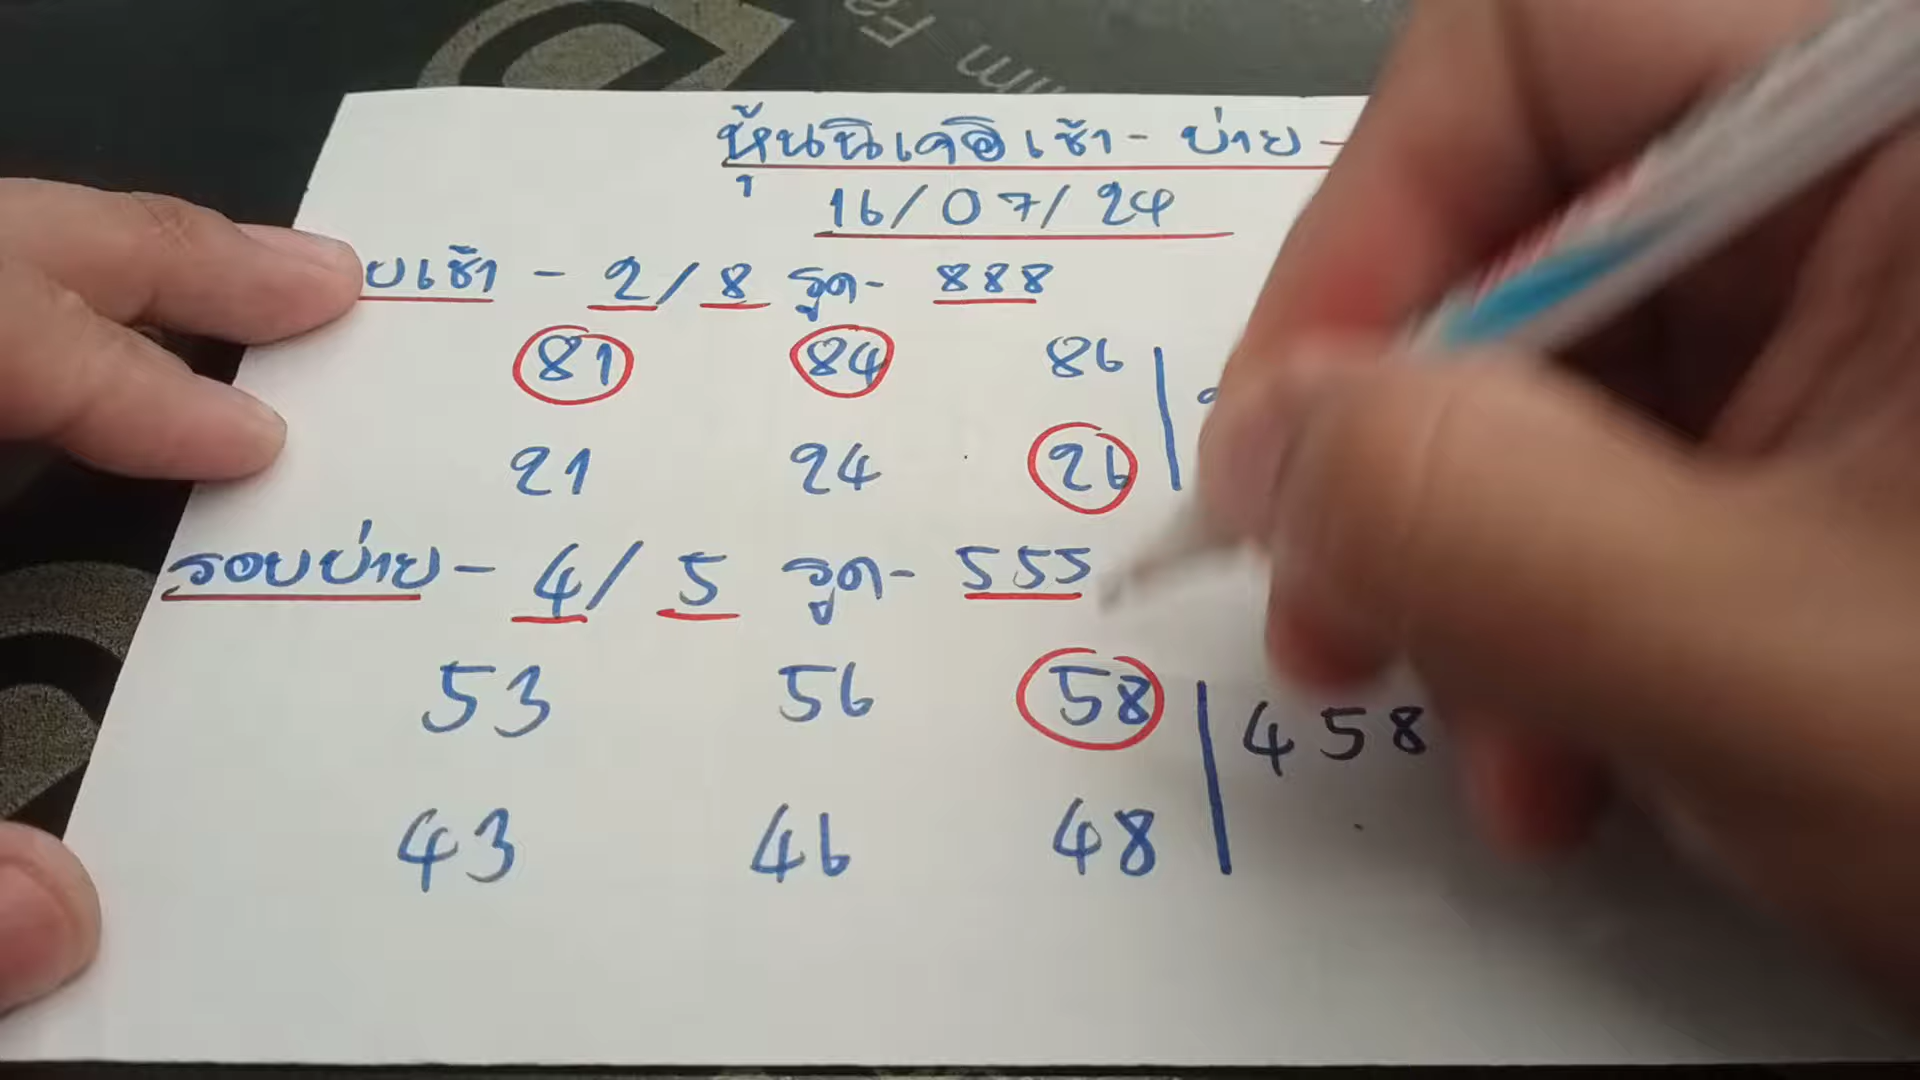 หุ้นนิเคอิเช้า - บ่าย -
16/07/24
บเช้า - 2/8 รูด - 888
81 84 86
21 24 26
รอบบ่าย - 4/5 รูด - 555
53 56 58
458
43 46 48